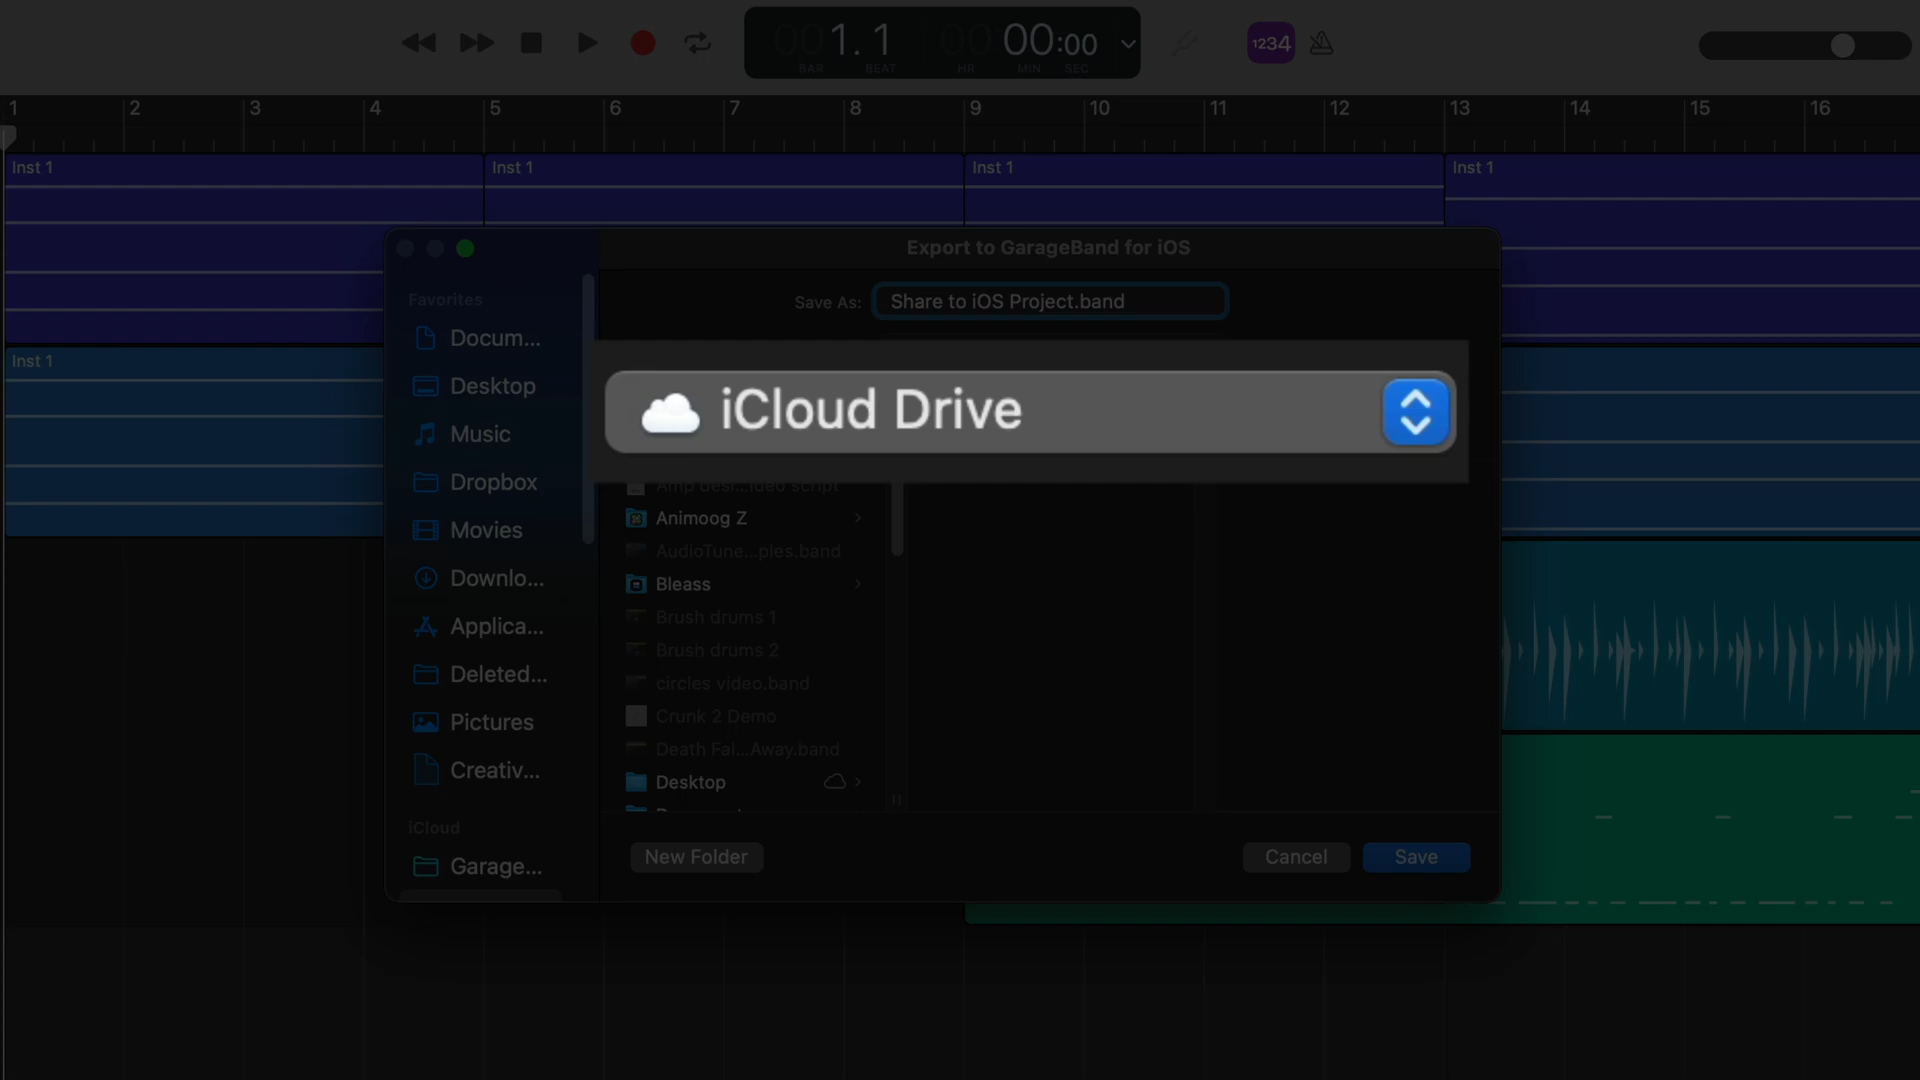 001. 1
00 00:00
BAR
BEAT
HR
MIN
SEC
1234
1
2
3
4
5
6
7
8
9
10
11
12
13
14
15
16
Inst 1
Inst 1
Inst 1
Inst 1
Inst 1
Export to GarageBand for iOS
Save As:
Share to iOS Project.band
Favorites
Docum...
Desktop
Music
Dropbox
Movies
Downlo...
Applica...
Deleted...
Pictures
Creativ...
iCloud
Garage...
iCloud Drive
Amp desi...ideo script
Animoog Z
AudioTune...ples.band
Bleass
Brush drums 1
Brush drums 2
circles video.band
Crunk 2 Demo
Death Fal...Away.band
Desktop
New Folder
Cancel
Save